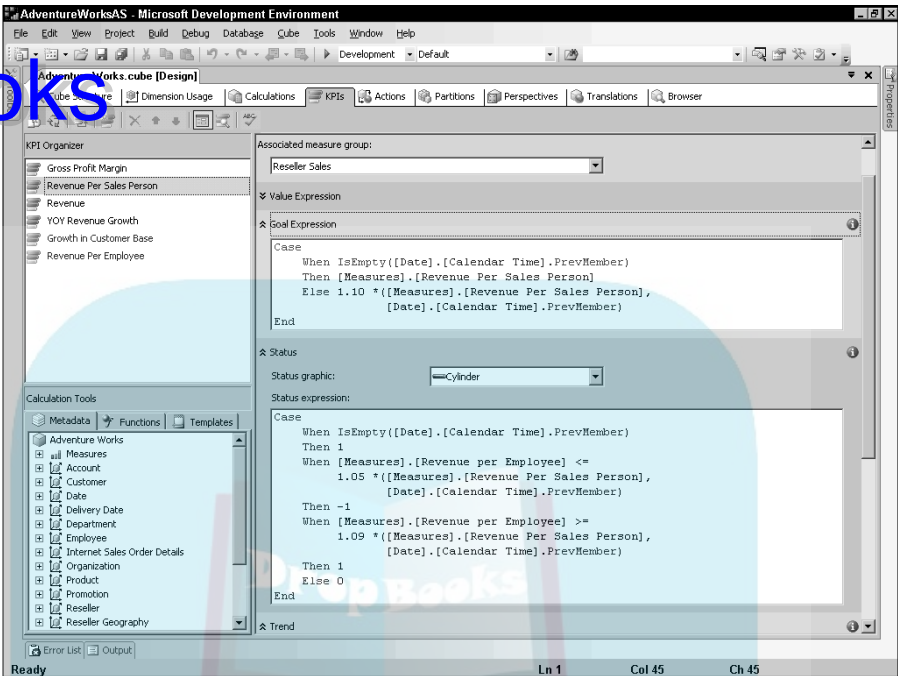 AdventureWorksAS - Microsoft Development Environment
File Edit View Project Build Debug Database Cube Tools Window Help
Development Default
AdventureWorks.cube [Design]
oks
Dimension Usage Calculations KPIs Actions Partitions Perspectives Translations Browser
Properties
KPI Organizer
Gross Profit Margin
Revenue Per Sales Person
Revenue
YOY Revenue Growth
Growth in Customer Base
Revenue Per Employee
Calculation Tools
Metadata Functions Templates
Adventure Works
Measures
Account
Customer
Date
Delivery Date
Department
Employee
Internet Sales Order Details
Organization
Product
Promotion
Reseller
Reseller Geography
Associated measure group:
Reseller Sales
Value Expression
Goal Expression
Case
When IsEmpty([Date].[Calendar Time].PrevMember)
Then [Measures].[Revenue Per Sales Person]
Else 1.10 *([Measures].[Revenue Per Sales Person],
[Date].[Calendar Time].PrevMember)
End
Status
Status graphic: Cylinder
Status expression:
Case
When IsEmpty([Date].[Calendar Time].PrevMember)
Then 1
When [Measures].[Revenue per Employee] <=
1.05 *([Measures].[Revenue Per Sales Person],
[Date].[Calendar Time].PrevMember)
Then -1
When [Measures].[Revenue per Employee] >=
1.09 *([Measures].[Revenue Per Sales Person],
[Date].[Calendar Time].PrevMember)
Then 1
Else 0
End
Trend
DropBooks
Error List Output
Ready Ln 1 Col 45 Ch 45